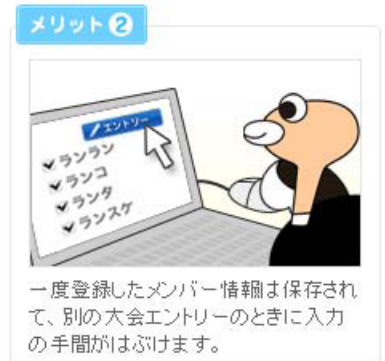 メリット❷
エントリー
ランラン
ランコ
ランタ
ランスケ
一度登録したメンバー情報は保存され
て、別の大会エントリーのときに入力
の手間がはぶけます。